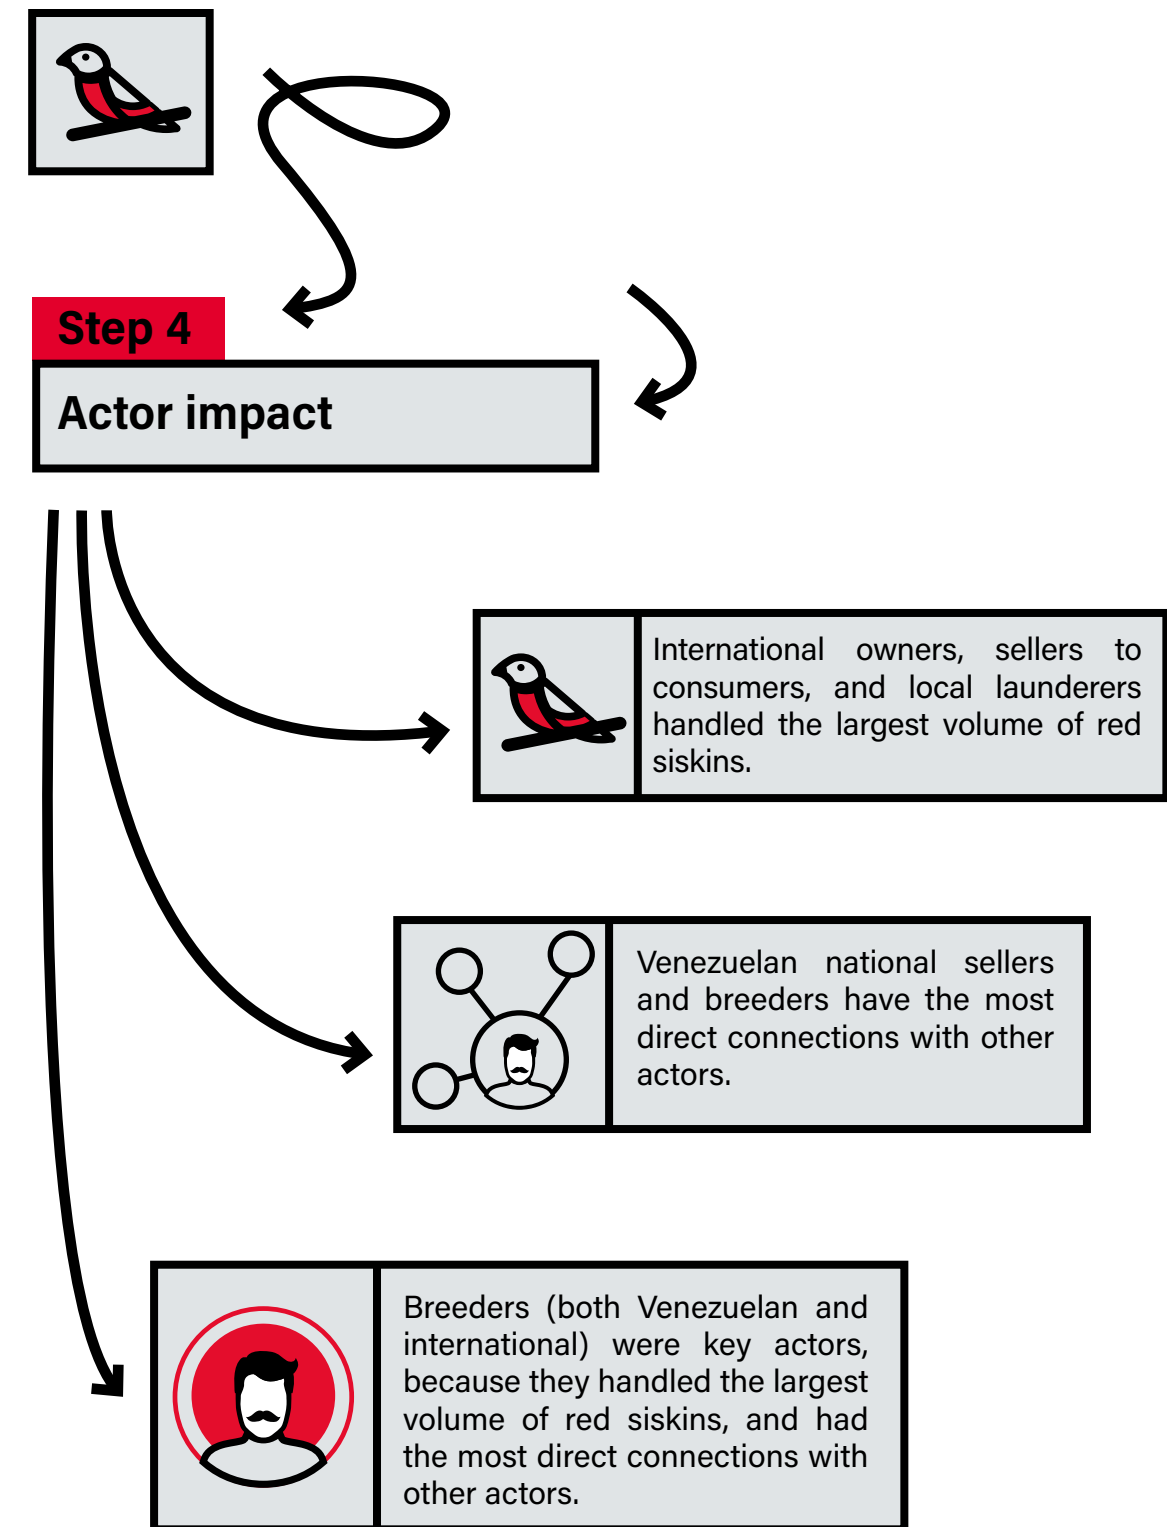 Step 4
Actor impact
International owners, sellers to
consumers, and local launderers
handled the largest volume of red
siskins.
Venezuelan national sellers
and breeders have the most
direct connections with other
actors.
Breeders (both Venezuelan and
international) were key actors,
because they handled the largest
volume of red siskins, and had
the most direct connections with
other actors.